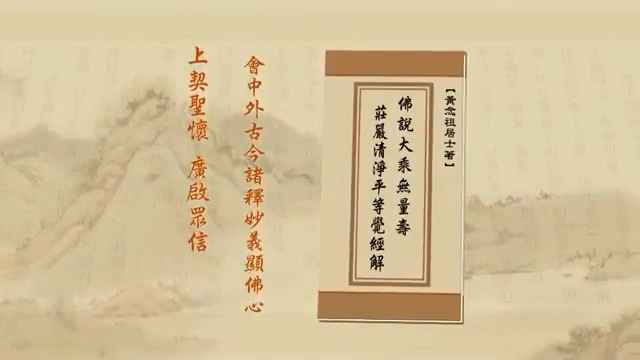 【黃念祖居士著】
佛說大乘無量壽
莊嚴清淨平等覺經解
會中外古今諸釋妙義顯佛心
上契聖懷 廣啟眾信